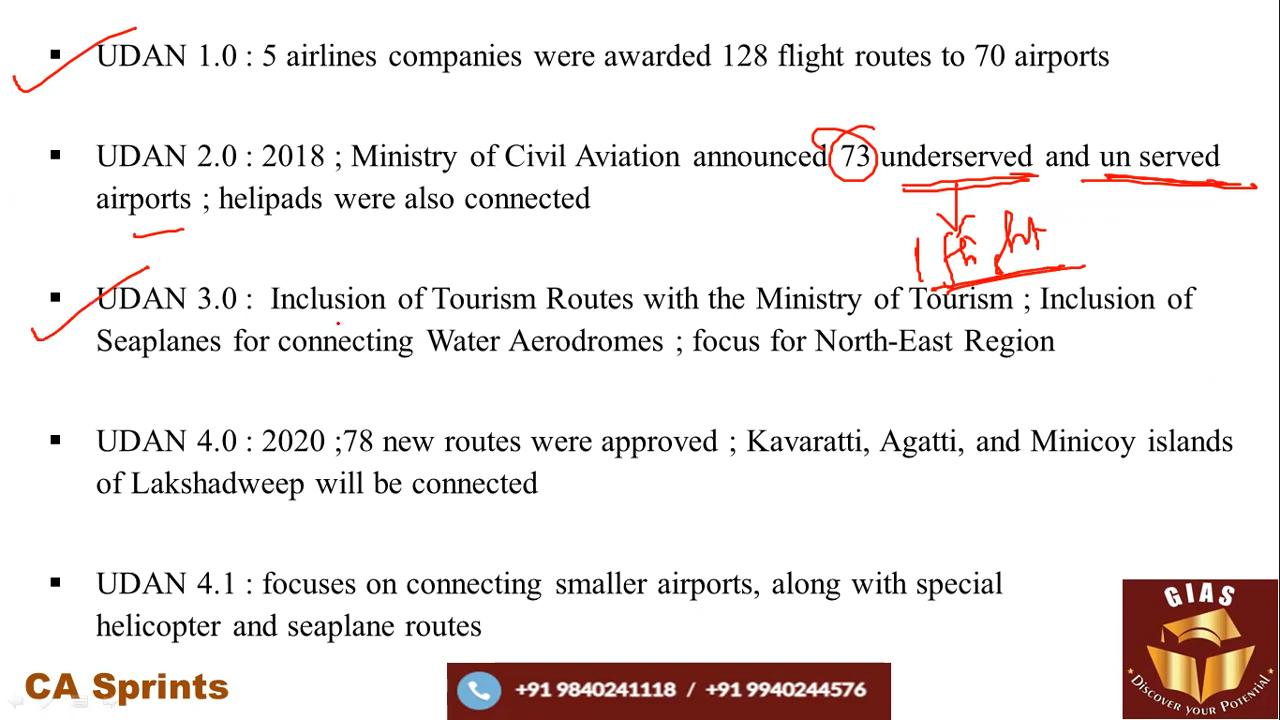 ▪ UDAN 1.0 : 5 airlines companies were awarded 128 flight routes to 70 airports
▪ UDAN 2.0 : 2018 ; Ministry of Civil Aviation announced 73 underserved and un served
airports ; helipads were also connected
1
▪ UDAN 3.0 : Inclusion of Tourism Routes with the Ministry of Tourism ; Inclusion of
Seaplanes for connecting Water Aerodromes ; focus for North-East Region
▪ UDAN 4.0 : 2020 ;78 new routes were approved ; Kavaratti, Agatti, and Minicoy islands
of Lakshadweep will be connected
▪ UDAN 4.1 : focuses on connecting smaller airports, along with special
helicopter and seaplane routes
GIAS
DISCOVER YOUR POTENTIAL
CA Sprints
+91 9840241118 / +91 9940244576